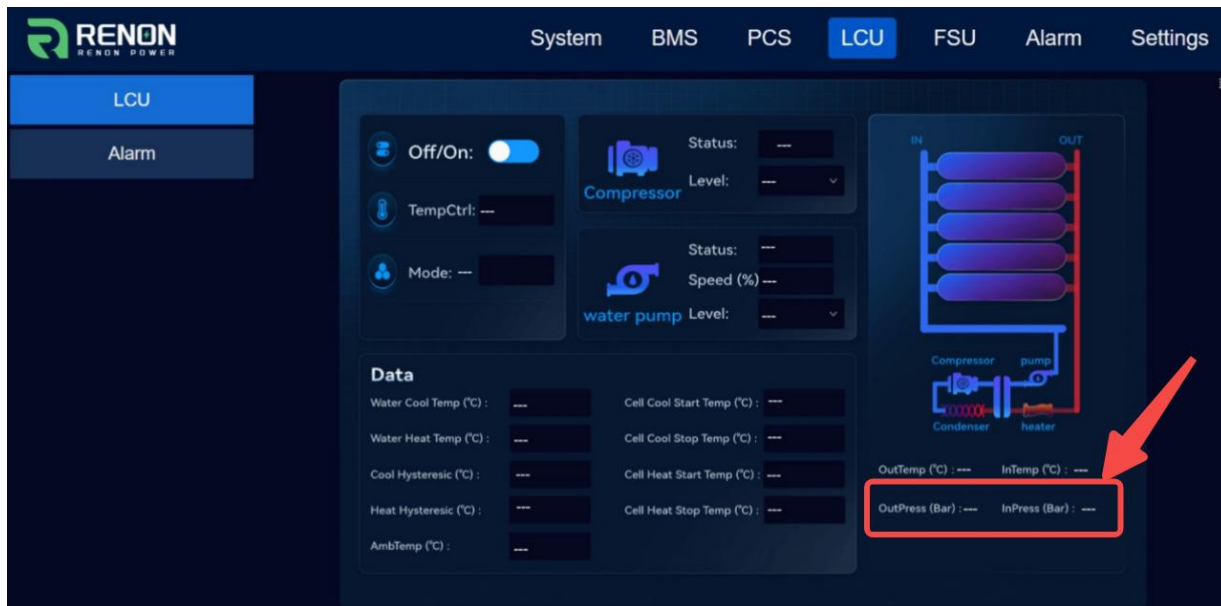 RENON
RENON POWER
System BMS PCS LCU FSU Alarm Settings
LCU
Alarm
Off/On:
TempCtrl: ---
Mode: ---
Compressor
Status: ---
Level: ---
water pump
Status: ---
Speed (%) ---
Level: ---
IN OUT
Compressor pump
Condenser heater
OutTemp (℃) : --- InTemp (℃) : ---
OutPress (Bar) : --- InPress (Bar) : ---
Data
Water Cool Temp (℃) : --- Cell Cool Start Temp (℃) : ---
Water Heat Temp (℃) : --- Cell Cool Stop Temp (℃) : ---
Cool Hysteresic (℃) : --- Cell Heat Start Temp (℃) : ---
Heat Hysteresic (℃) : --- Cell Heat Stop Temp (℃) : ---
AmbTemp (℃) : ---